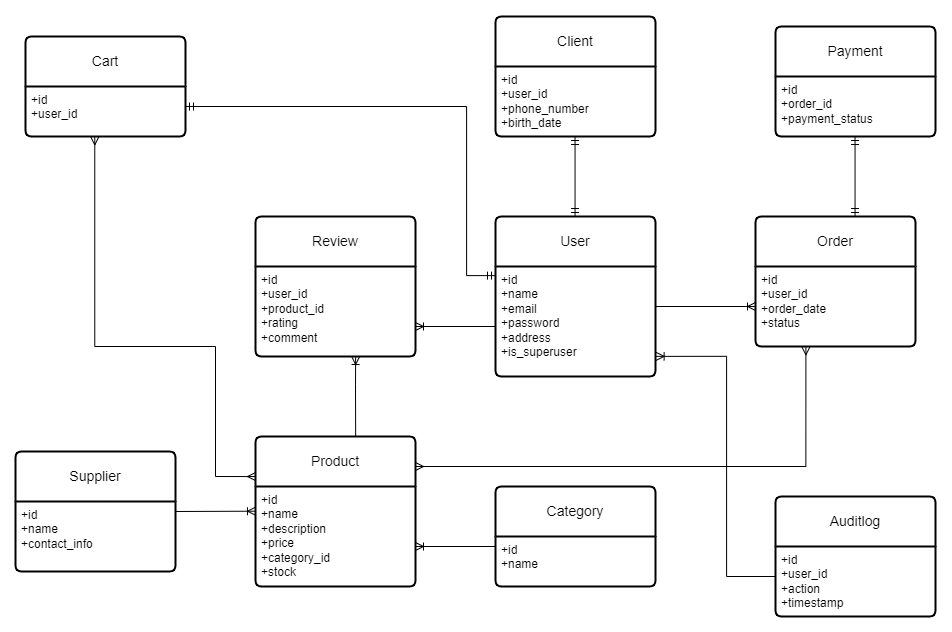 Cart
+id
+user_id
Client
+id
+user_id
+phone_number
+birth_date
Payment
+id
+order_id
+payment_status
Review
+id
+user_id
+product_id
+rating
+comment
User
+id
+name
+email
+password
+address
+is_superuser
Order
+id
+user_id
+order_date
+status
Supplier
+id
+name
+contact_info
Product
+id
+name
+description
+price
+category_id
+stock
Category
+id
+name
Auditlog
+id
+user_id
+action
+timestamp